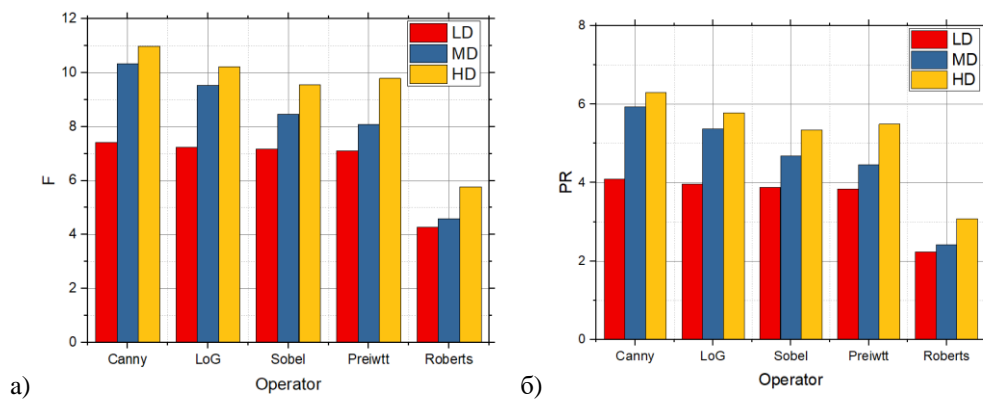 12
10
8
6
4
2
0
F
LD
MD
HD
Canny
LoG
Sobel
Preiwtt
Roberts
Operator
а)
8
6
4
2
0
PR
LD
MD
HD
Canny
LoG
Sobel
Preiwtt
Roberts
Operator
б)